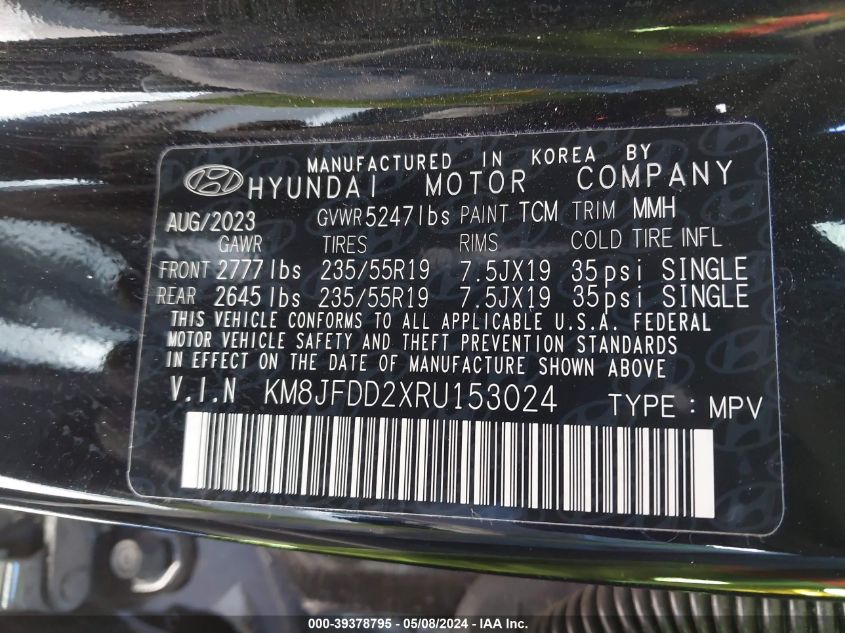 MANUFACTURED IN KOREA BY
HYUNDAI MOTOR COMPANY
AUG/2023 GVWR 5247lbs PAINT TCM TRIM MMH
GAWR TIRES RIMS COLD TIRE INFL
FRONT 2777lbs 235/55R19 7.5JX19 35psi SINGLE
REAR 2645lbs 235/55R19 7.5JX19 35psi SINGLE
THIS VEHICLE CONFORMS TO ALL APPLICABLE U.S.A. FEDERAL
MOTOR VEHICLE SAFETY AND THEFT PREVENTION STANDARDS
IN EFFECT ON THE DATE OF MANUFACTURE SHOWN ABOVE
V.I.N KM8JFDD2XRU153024 TYPE : MPV
000-39378795 - 05/08/2024 - IAA Inc.